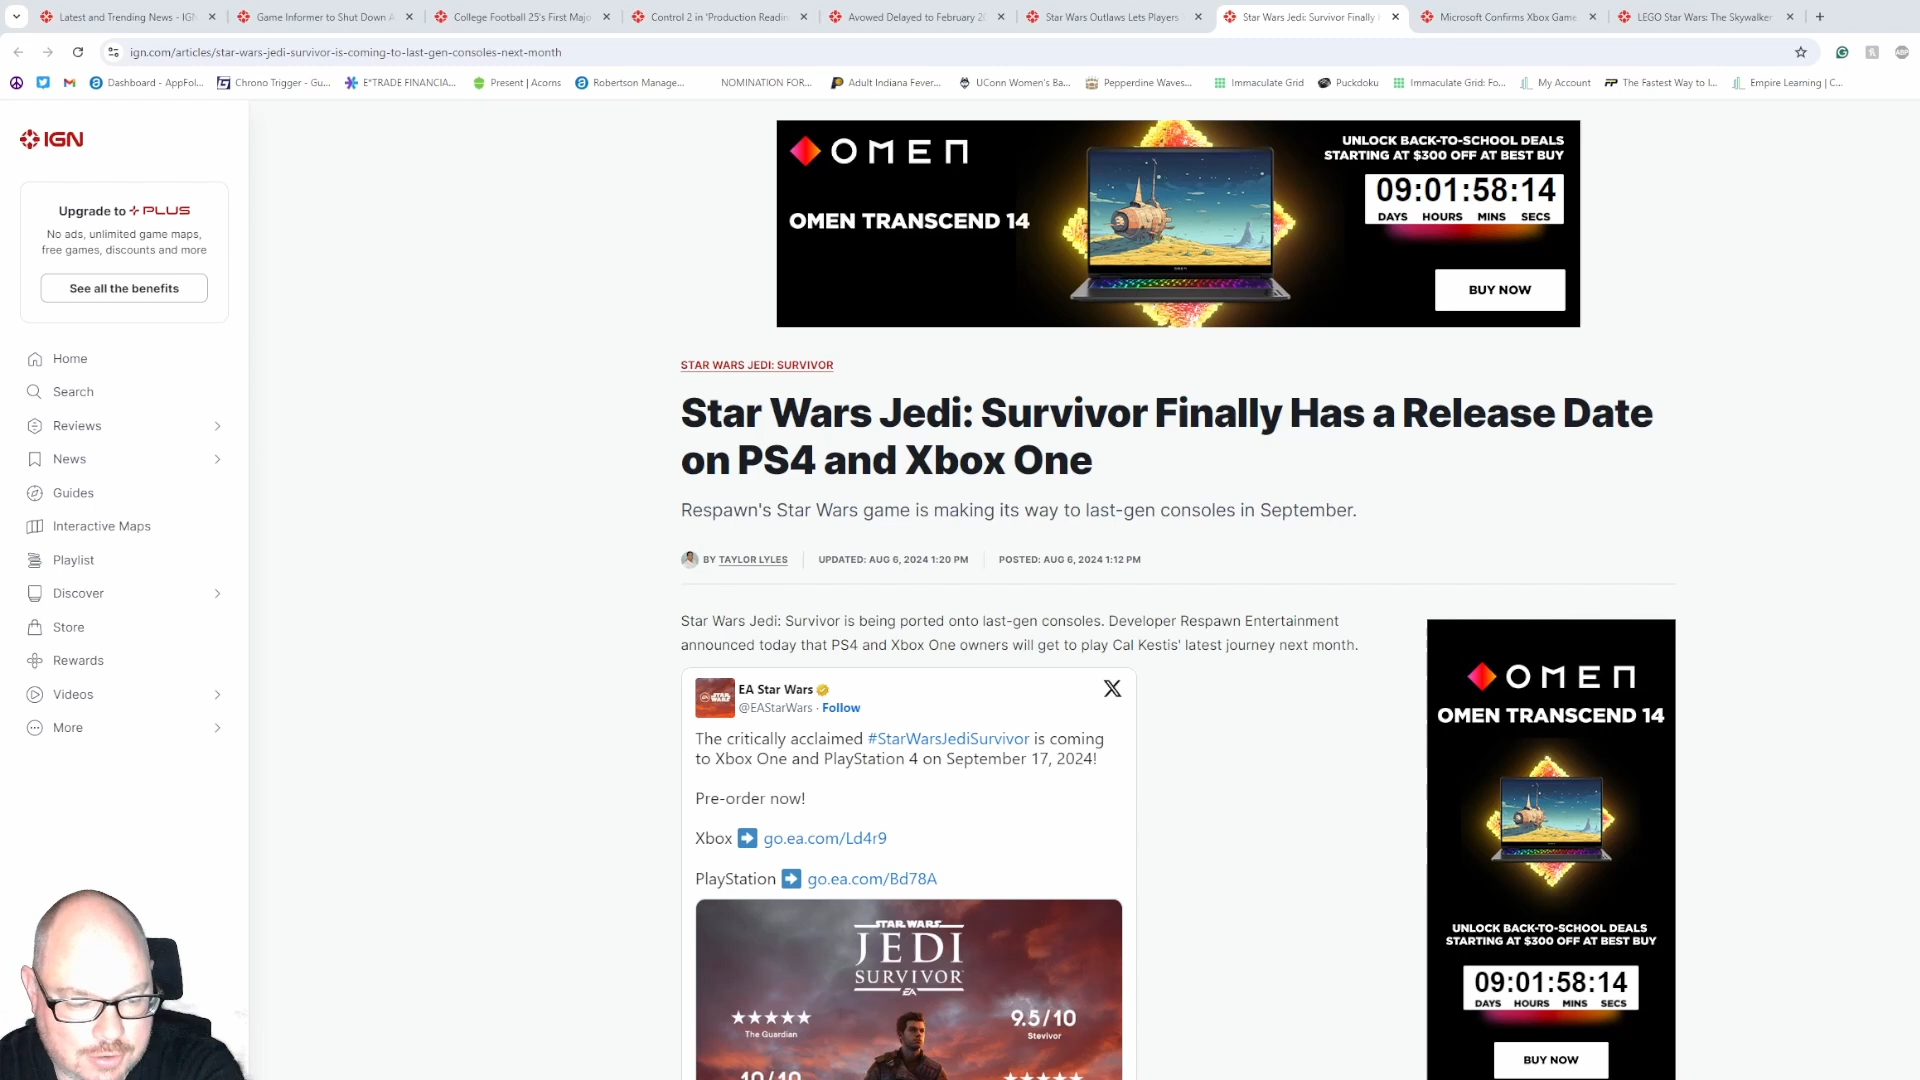 Latest and Trending News - IGN
Game Informer to Shut Down A
College Football 25's First Majo
Control 2 in 'Production Readin
Avowed Delayed to February 20
Star Wars Outlaws Lets Players
Star Wars Jedi: Survivor Finally
Microsoft Confirms Xbox Game
LEGO Star Wars: The Skywalker
ign.com/articles/star-wars-jedi-survivor-is-coming-to-last-gen-consoles-next-month
ABP
Dashboard - AppFol...
Chrono Trigger - Gu...
E*TRADE FINANCIA...
Present | Acorns
Robertson Manage...
NOMINATION FOR...
Adult Indiana Fever...
UConn Women's Ba...
Pepperdine Waves...
Immaculate Grid
Puckdoku
Immaculate Grid: Fo...
My Account
The Fastest Way to I...
Empire Learning | C...
IGN
Upgrade to PLUS
No ads, unlimited game maps,
free games, discounts and more
See all the benefits
Home
Search
Reviews
News
Guides
Interactive Maps
Playlist
Discover
Store
Rewards
Videos
More
OMEN
OMEN TRANSCEND 14
UNLOCK BACK-TO-SCHOOL DEALS
STARTING AT $300 OFF AT BEST BUY
09:01:58:14
DAYS HOURS MINS SECS
BUY NOW
STAR WARS JEDI: SURVIVOR
Star Wars Jedi: Survivor Finally Has a Release Date
on PS4 and Xbox One
Respawn's Star Wars game is making its way to last-gen consoles in September.
BY TAYLOR LYLES
UPDATED: AUG 6, 2024 1:20 PM
POSTED: AUG 6, 2024 1:12 PM
Star Wars Jedi: Survivor is being ported onto last-gen consoles. Developer Respawn Entertainment
announced today that PS4 and Xbox One owners will get to play Cal Kestis' latest journey next month.
EA Star Wars
@EAStarWars · Follow
The critically acclaimed #StarWarsJediSurvivor is coming
to Xbox One and PlayStation 4 on September 17, 2024!
Pre-order now!
Xbox ➡ go.ea.com/Ld4r9
PlayStation ➡ go.ea.com/Bd78A
STAR WARS
JEDI
SURVIVOR
EA
★★★★★
The Guardian
9.5/10
Stevivor
10/10
★★★★★
OMEN
OMEN TRANSCEND 14
UNLOCK BACK-TO-SCHOOL DEALS
STARTING AT $300 OFF AT BEST BUY
09:01:58:14
DAYS HOURS MINS SECS
BUY NOW